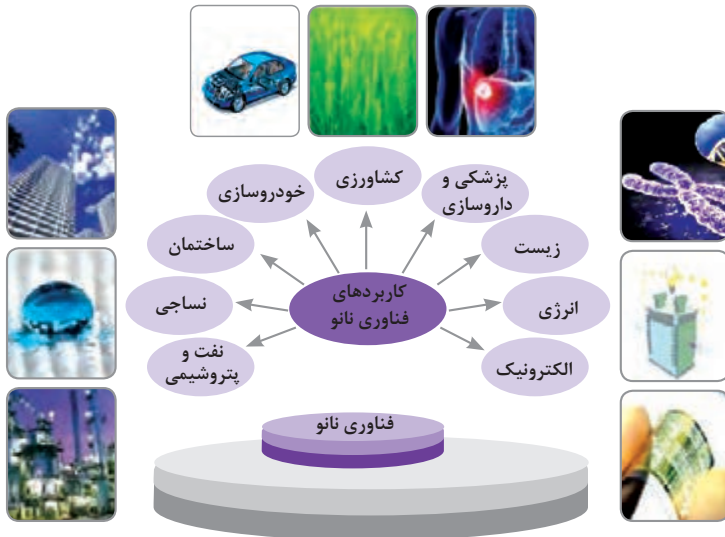 کشاورزی
پزشکی و
داروسازی
خودروسازی
زیست
ساختمان
کاربردهای
فناوری نانو
انرژی
نساجی
الکترونیک
نفت و
پتروشیمی
فناوری نانو